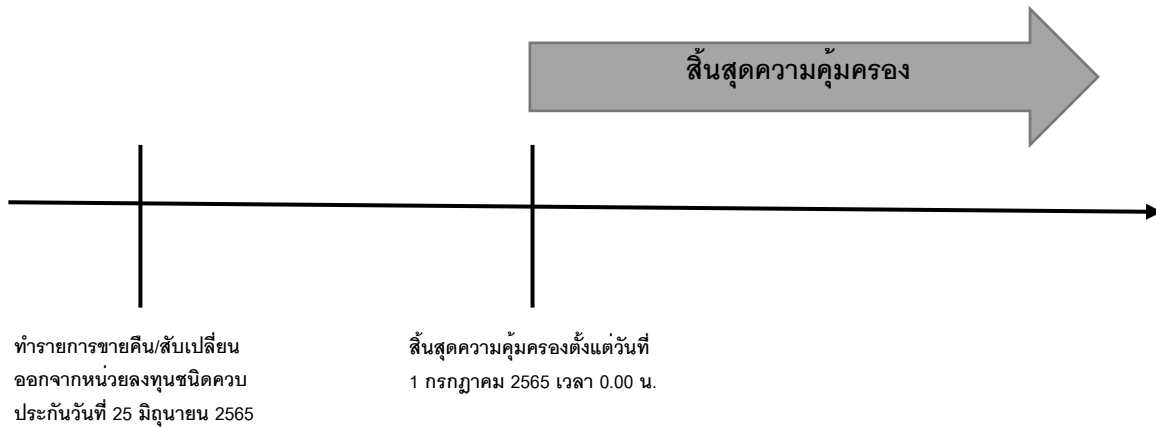 สิ้นสุดความคุ้มครอง
ทำรายการขายคืน/สับเปลี่ยน
ออกจากหน่วยลงทุนชนิดควบ
ประกันวันที่ 25 มิถุนายน 2565
สิ้นสุดความคุ้มครองตั้งแต่วันที่
1 กรกฎาคม 2565 เวลา 0.00 น.